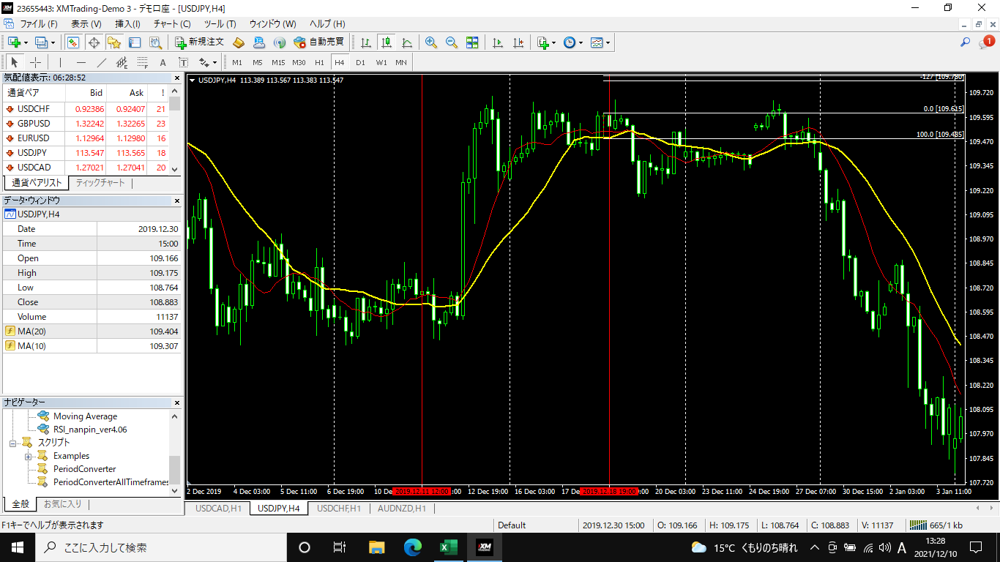 23655443: XMTrading-Demo 3 - デモ口座 - [USDJPY,H4]
ファイル (F) 表示 (V) 挿入(I) チャート (C) ツール (T) ウィンドウ (W) ヘルプ (H)
新規注文 自動売買 1
A T M1 M5 M15 M30 H1 H4 D1 W1 MN
気配値表示: 06:28:52
通貨ペア Bid Ask !
USDCHF 0.92386 0.92407 21
GBPUSD 1.32242 1.32265 23
EURUSD 1.12964 1.12980 16
USDJPY 113.547 113.565 18
USDCAD 1.27021 1.27041 20
通貨ペアリスト ティックチャート
データ・ウィンドウ
USDJPY,H4
Date 2019.12.30
Time 15:00
Open 109.166
High 109.175
Low 108.764
Close 108.883
Volume 11137
MA(20) 109.404
MA(10) 109.307
ナビゲーター
Moving Average
RSI_nanpin_ver4.06
スクリプト
Examples
PeriodConverter
PeriodConverterAllTimeframes
全般 お気に入り
USDJPY,H4 113.389 113.567 113.383 113.547
-127 [109.780]
0.0 [109.615]
100.0 [109.485]
109.720
109.595
109.470
109.345
109.220
109.095
108.970
108.845
108.720
108.595
108.470
108.345
108.220
108.095
107.970
107.845
107.720
2 Dec 2019 4 Dec 03:00 5 Dec 11:00 6 Dec 19:00 10 De 2019.12.11 12:00 :00 12 Dec 19:00 16 Dec 03:00 17 De 2019.12.18 19:00 :00 20 Dec 03:00 23 Dec 11:00 24 Dec 19:00 27 Dec 07:00 30 Dec 15:00 2 Jan 03:00 3 Jan 11:00
USDCAD,H1 USDJPY,H4 USDCHF,H1 AUDNZD,H1
F1キーでヘルプが表示されます Default 2019.12.30 15:00 O: 109.166 H: 109.175 L: 108.764 C: 108.883 V: 11137 665/1 kb
ここに入力して検索 XM TRADING 15℃ くもりのち晴れ A 13:28
2021/12/10